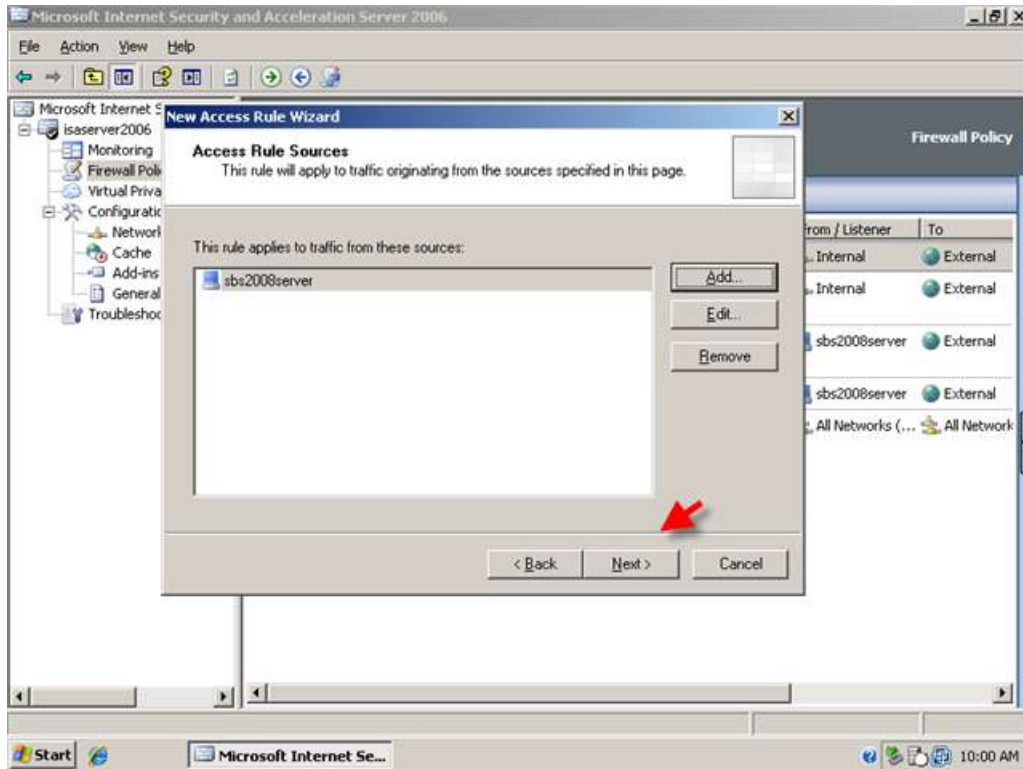 Microsoft Internet Security and Acceleration Server 2006
File Action View Help
Microsoft Internet S
isaserver2006
Monitoring
Firewall Poli
Virtual Priva
Configuratio
Network
Cache
Add-ins
General
Troubleshoo
New Access Rule Wizard
Access Rule Sources
This rule will apply to traffic originating from the sources specified in this page.
This rule applies to traffic from these sources:
sbs2008server
Add...
Edit...
Remove
< Back
Next >
Cancel
Firewall Policy
rom / Listener To
Internal External
Internal External
sbs2008server External
sbs2008server External
All Networks (... All Network
Start
Microsoft Internet Se...
10:00 AM